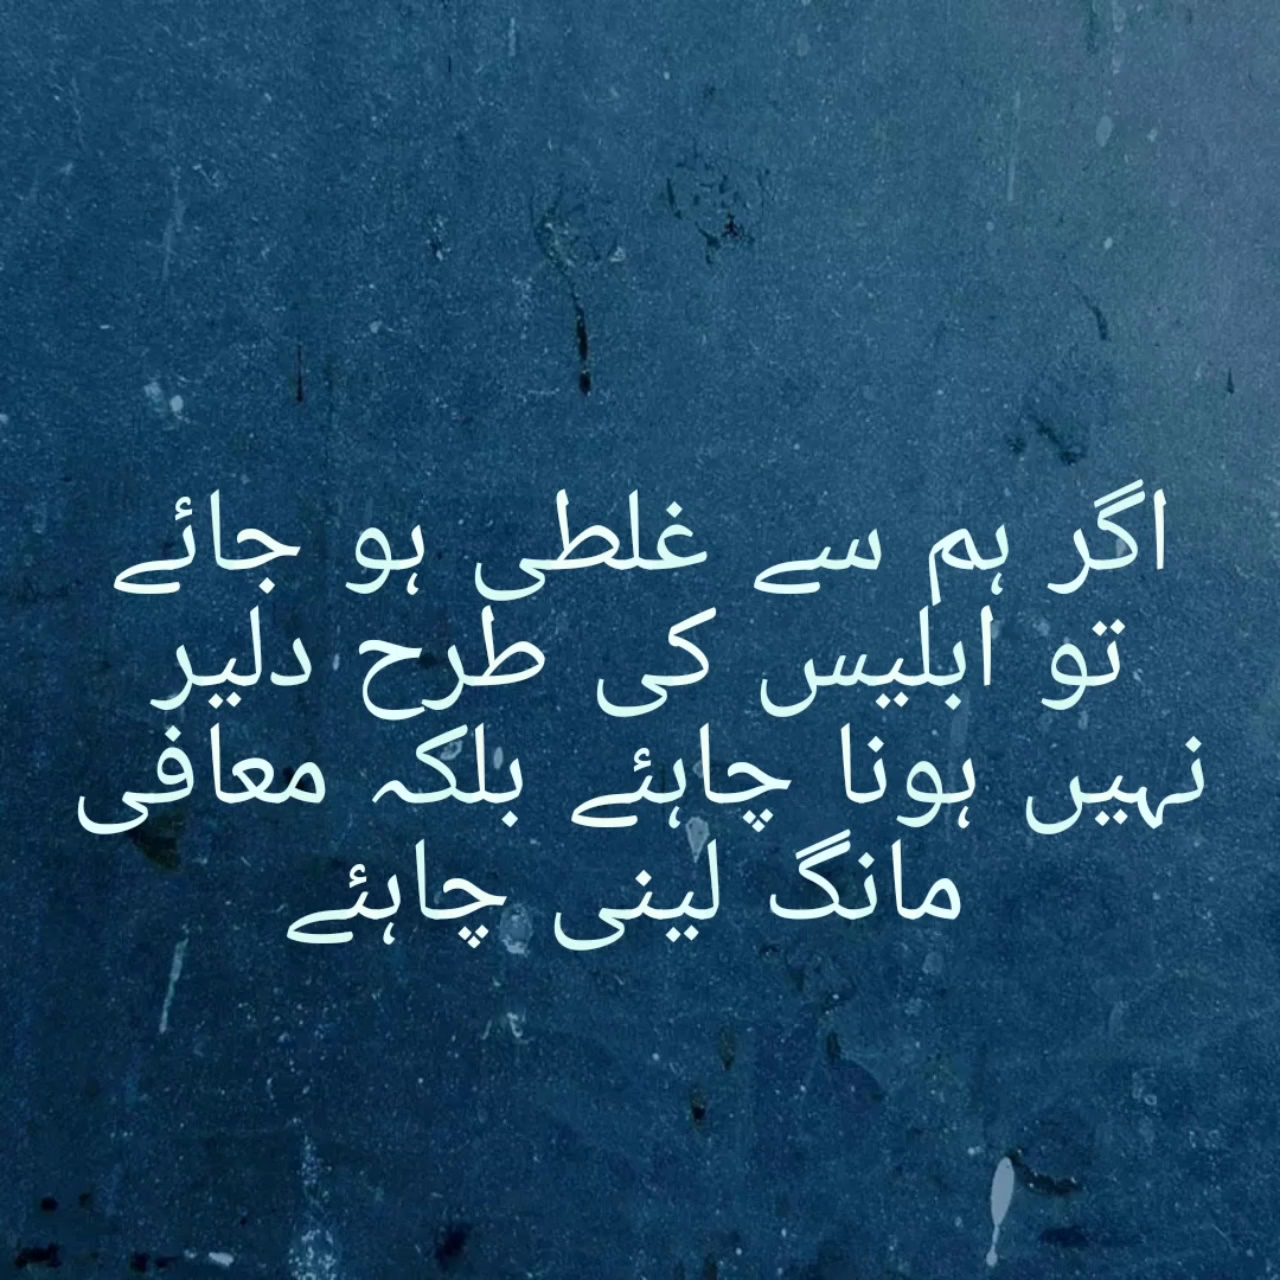 اگر ہم سے غلطی ہو جائے
تو ابلیس کی طرح دلیر
نہیں ہونا چاہئے بلکہ معافی
مانگ لینی چاہئے